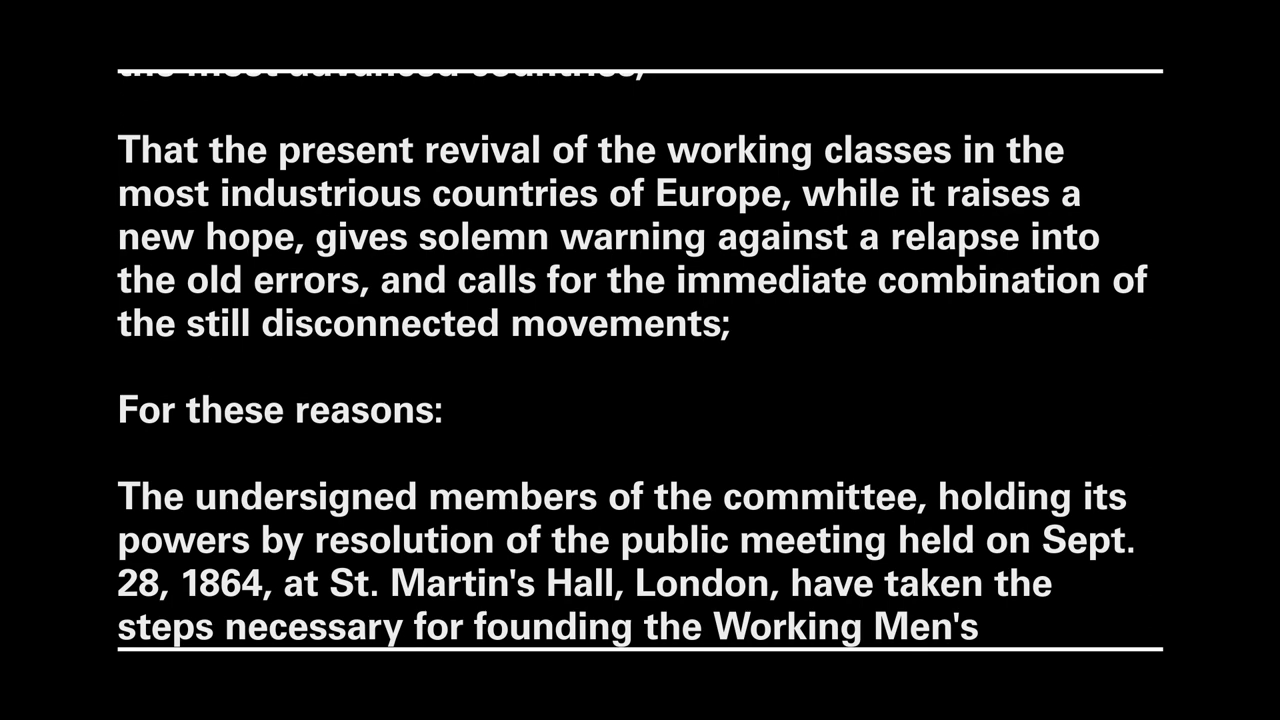 the most advanced countries;
That the present revival of the working classes in the
most industrious countries of Europe, while it raises a
new hope, gives solemn warning against a relapse into
the old errors, and calls for the immediate combination of
the still disconnected movements;
For these reasons:
The undersigned members of the committee, holding its
powers by resolution of the public meeting held on Sept.
28, 1864, at St. Martin's Hall, London, have taken the
steps necessary for founding the Working Men's